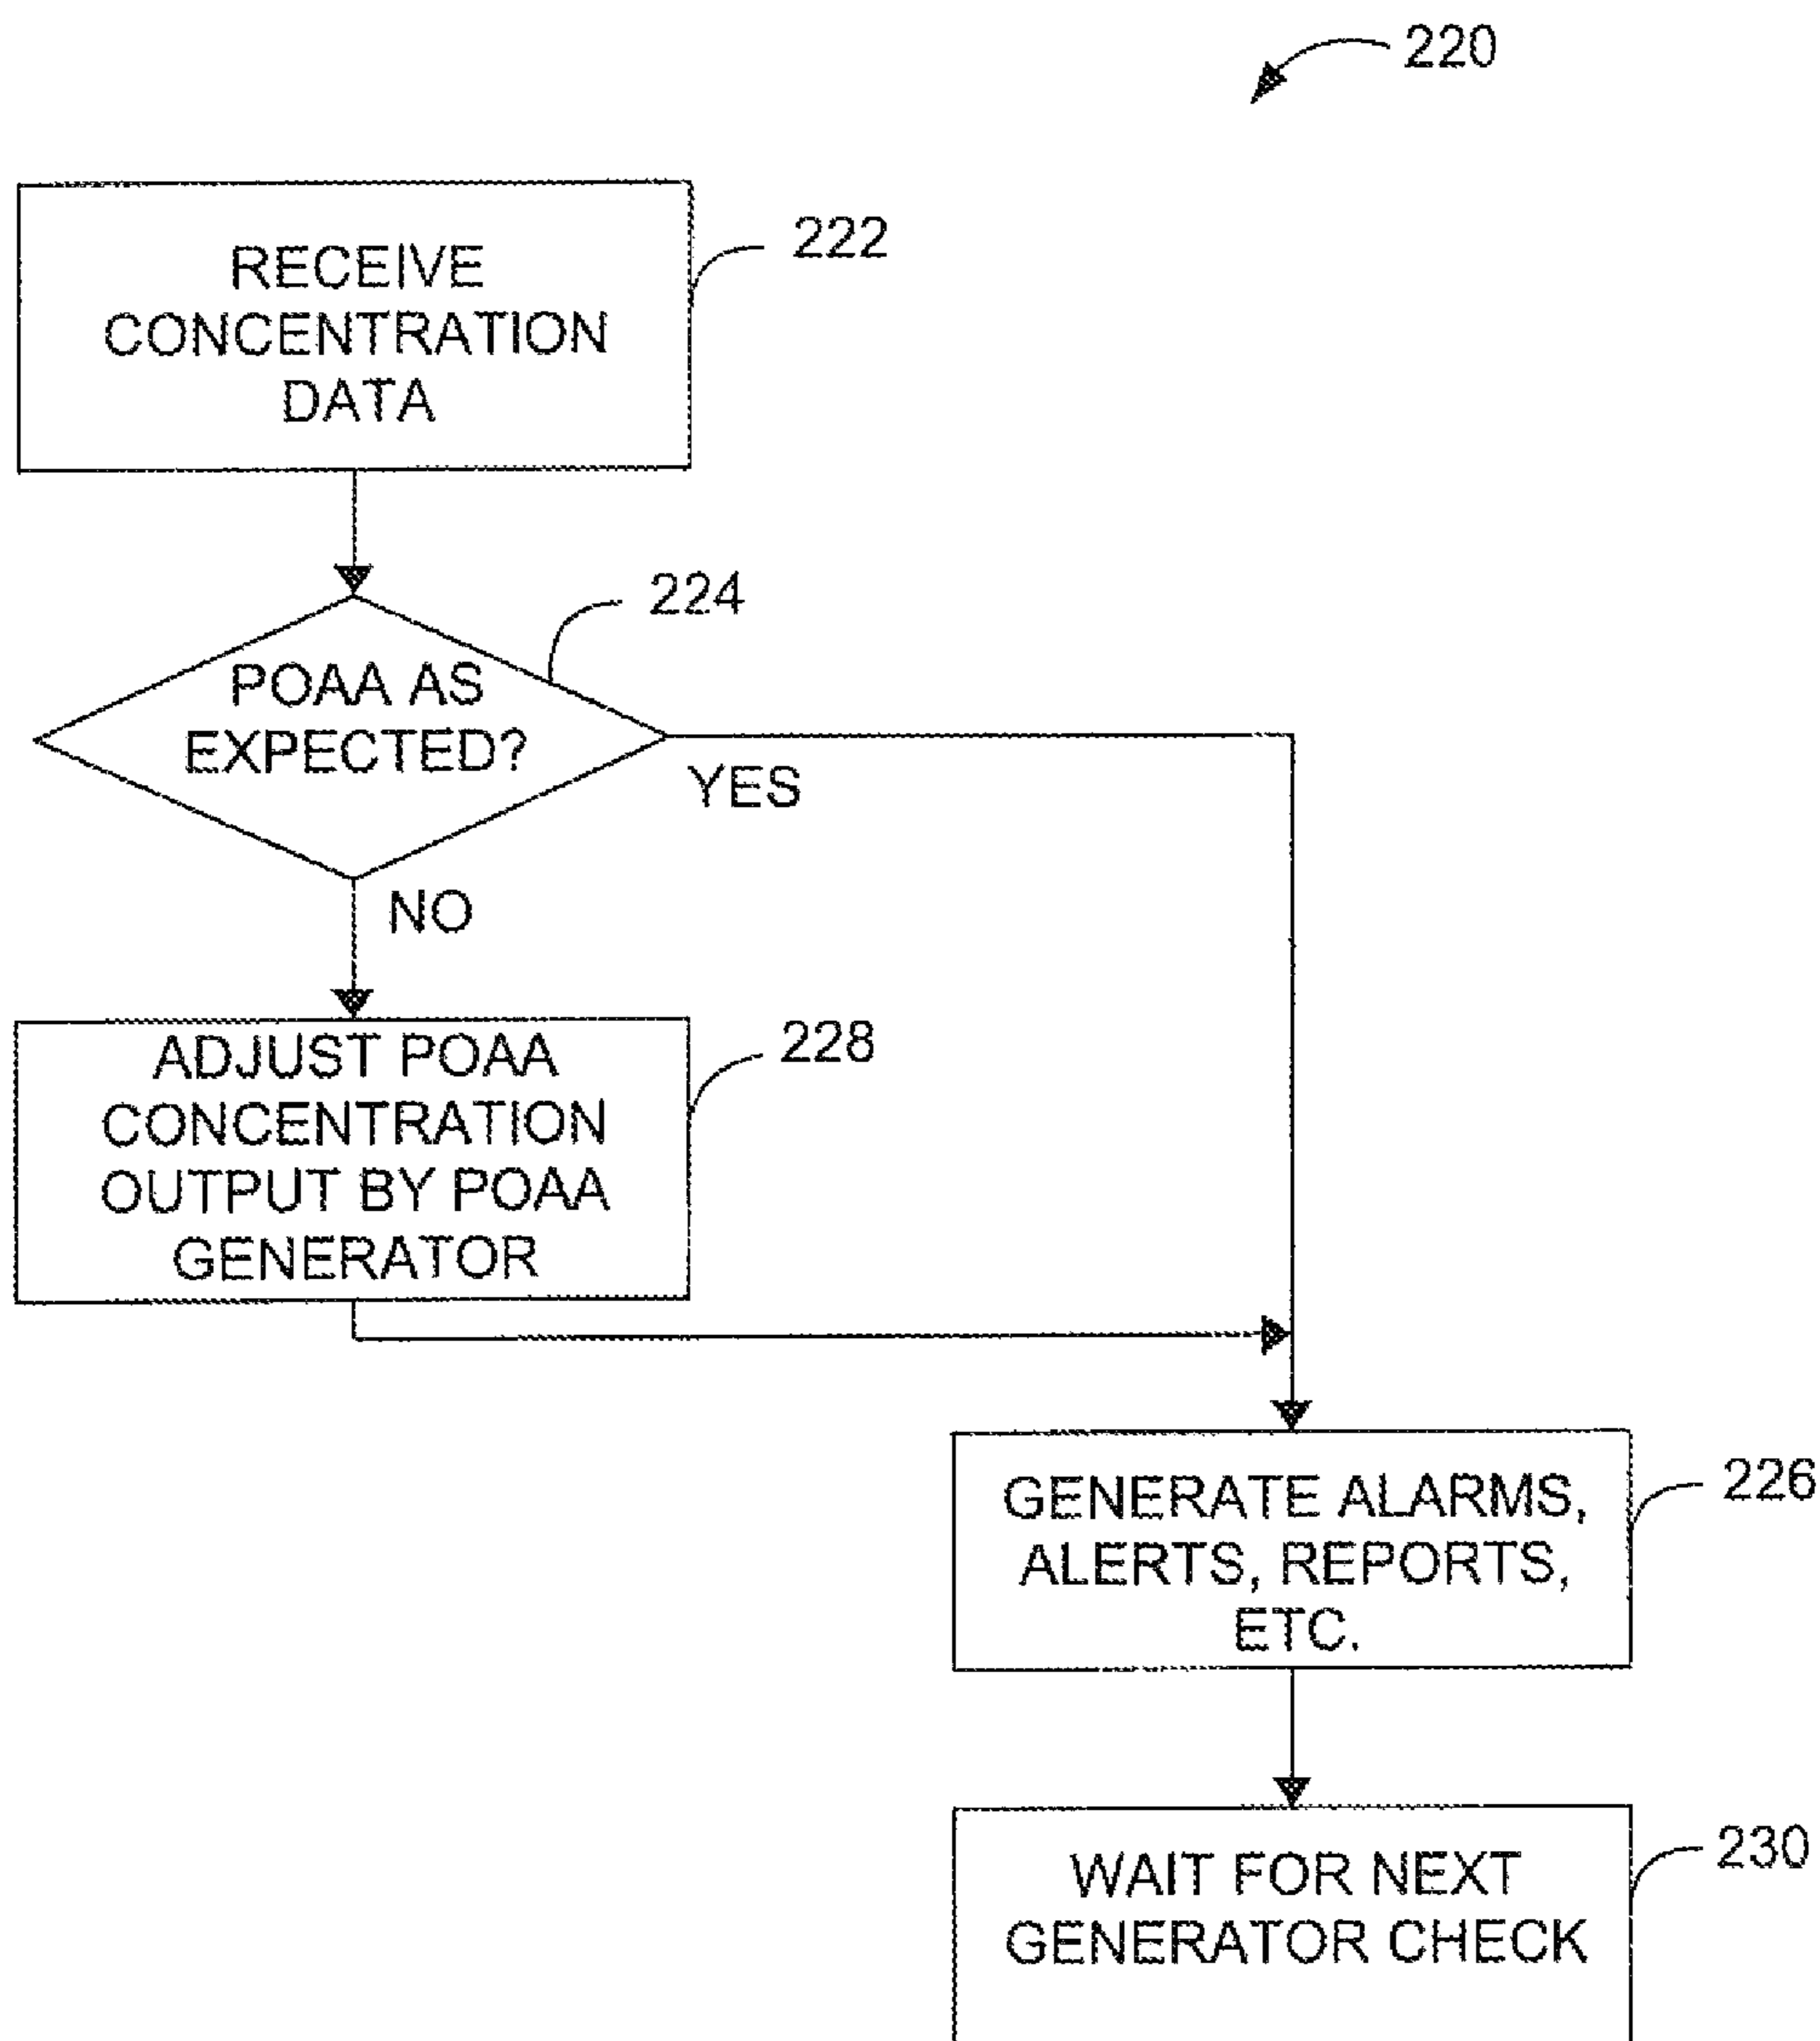 220
RECEIVE
CONCENTRATION
DATA
222
POAA AS
EXPECTED?
224
YES
NO
ADJUST POAA
CONCENTRATION
OUTPUT BY POAA
GENERATOR
228
GENERATE ALARMS,
ALERTS, REPORTS,
ETC.
226
WAIT FOR NEXT
GENERATOR CHECK
230